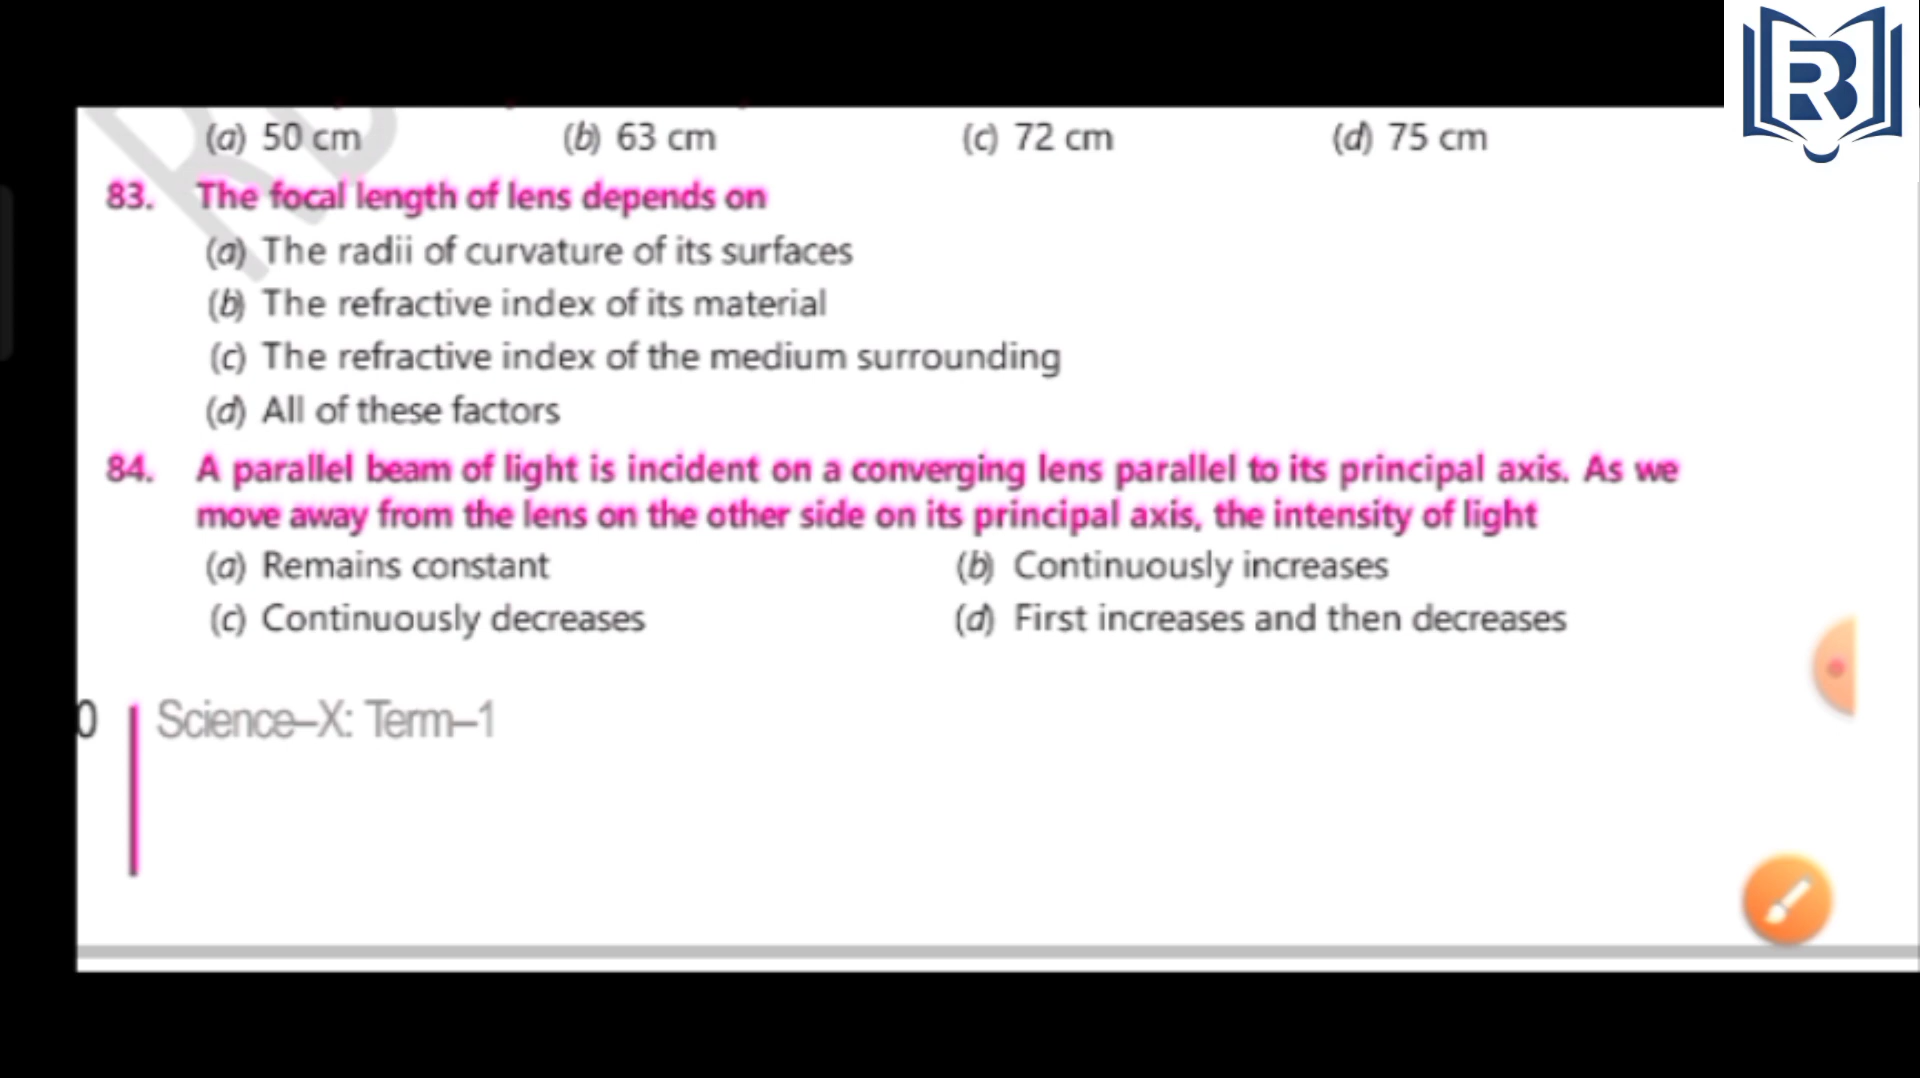 (a) 50 cm (b) 63 cm (c) 72 cm (d) 75 cm
83. The focal length of lens depends on
(a) The radii of curvature of its surfaces
(b) The refractive index of its material
(c) The refractive index of the medium surrounding
(d) All of these factors
84. A parallel beam of light is incident on a converging lens parallel to its principal axis. As we
move away from the lens on the other side on its principal axis, the intensity of light
(a) Remains constant (b) Continuously increases
(c) Continuously decreases (d) First increases and then decreases
0 Science–X: Term–1